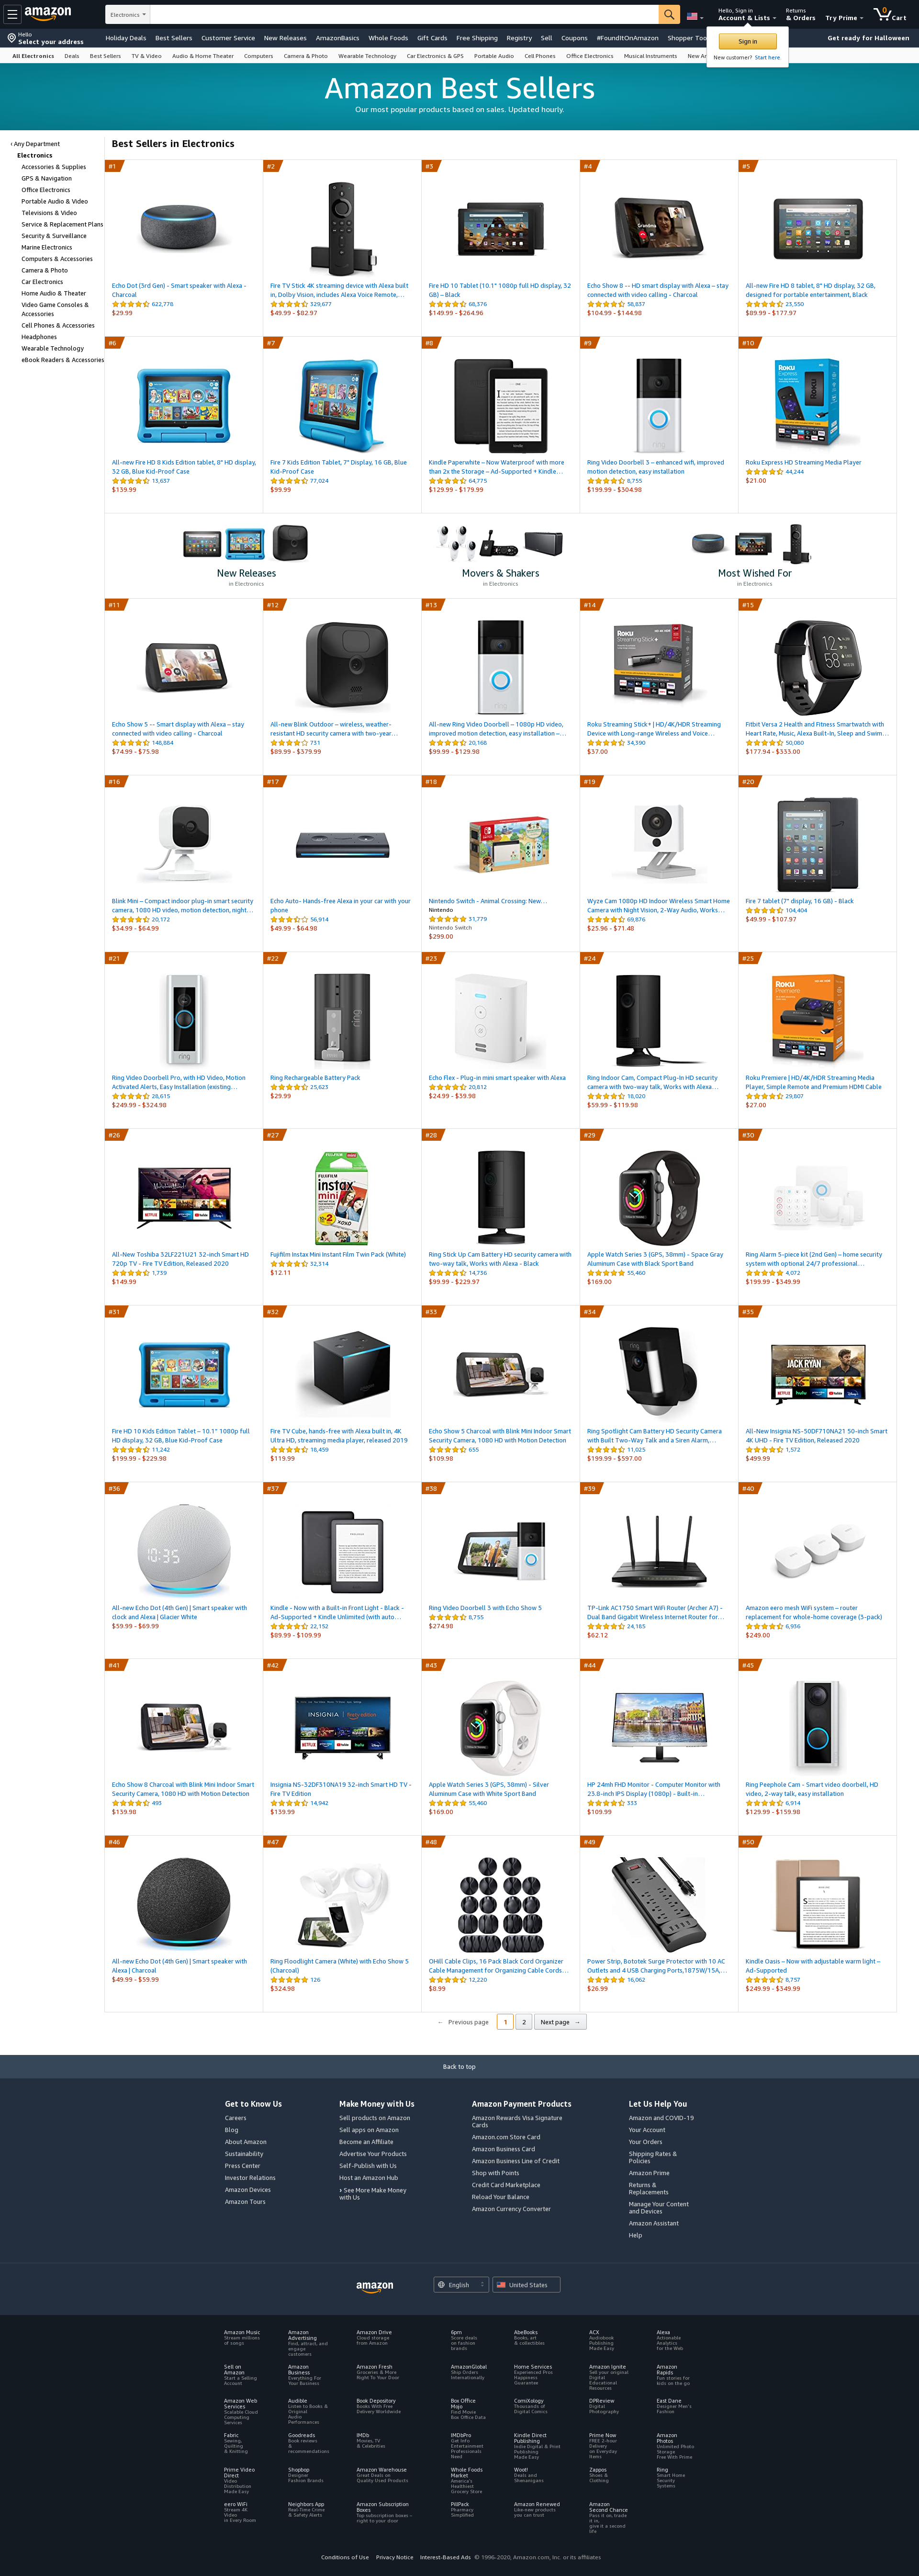 amazon
Electronics
Hello, Sign in
Account & Lists
Returns
& Orders
Try Prime
0
Cart
Hello
Select your address
Holiday Deals
Best Sellers
Customer Service
New Releases
AmazonBasics
Whole Foods
Gift Cards
Free Shipping
Registry
Sell
Coupons
#FoundItOnAmazon
Shopper Too
Get ready for Halloween
Sign in
New customer? Start here.
All Electronics
Deals
Best Sellers
TV & Video
Audio & Home Theater
Computers
Camera & Photo
Wearable Technology
Car Electronics & GPS
Portable Audio
Cell Phones
Office Electronics
Musical Instruments
New Ar
Amazon Best Sellers
Our most popular products based on sales. Updated hourly.
‹ Any Department
Electronics
Accessories & Supplies
GPS & Navigation
Office Electronics
Portable Audio & Video
Televisions & Video
Service & Replacement Plans
Security & Surveillance
Marine Electronics
Computers & Accessories
Camera & Photo
Car Electronics
Home Audio & Theater
Video Game Consoles &
Accessories
Cell Phones & Accessories
Headphones
Wearable Technology
eBook Readers & Accessories
Best Sellers in Electronics
#1
Echo Dot (3rd Gen) - Smart speaker with Alexa -
Charcoal
622,778
$29.99
#2
Fire TV Stick 4K streaming device with Alexa built
in, Dolby Vision, includes Alexa Voice Remote,…
329,677
$49.99 - $82.97
#3
Fire HD 10 Tablet (10.1" 1080p full HD display, 32
GB) – Black
68,376
$149.99 - $264.96
#4
Grandma
Echo Show 8 -- HD smart display with Alexa – stay
connected with video calling - Charcoal
58,837
$104.99 - $144.98
#5
All-new Fire HD 8 tablet, 8" HD display, 32 GB,
designed for portable entertainment, Black
23,550
$89.99 - $177.97
#6
All-new Fire HD 8 Kids Edition tablet, 8" HD display,
32 GB, Blue Kid-Proof Case
13,637
$139.99
#7
Fire 7 Kids Edition Tablet, 7" Display, 16 GB, Blue
Kid-Proof Case
77,024
$99.99
#8
Kindle Paperwhite – Now Waterproof with more
than 2x the Storage – Ad-Supported + Kindle…
64,775
$129.99 - $179.99
#9
Ring Video Doorbell 3 – enhanced wifi, improved
motion detection, easy installation
8,755
$199.99 - $304.98
#10
Roku Express HD Streaming Media Player
44,244
$21.00
New Releases
in Electronics
Movers & Shakers
in Electronics
Most Wished For
in Electronics
#11
Echo Show 5 -- Smart display with Alexa – stay
connected with video calling - Charcoal
148,864
$74.99 - $75.98
#12
All-new Blink Outdoor – wireless, weather-
resistant HD security camera with two-year…
731
$89.99 - $379.99
#13
All-new Ring Video Doorbell – 1080p HD video,
improved motion detection, easy installation –…
20,166
$99.99 - $129.98
#14
Roku Streaming Stick+ | HD/4K/HDR Streaming
Device with Long-range Wireless and Voice…
34,390
$37.00
#15
Fitbit Versa 2 Health and Fitness Smartwatch with
Heart Rate, Music, Alexa Built-In, Sleep and Swim…
50,080
$177.94 - $333.00
#16
Blink Mini – Compact indoor plug-in smart security
camera, 1080 HD video, motion detection, night…
20,172
$34.99 - $64.99
#17
Echo Auto- Hands-free Alexa in your car with your
phone
56,914
$49.99 - $64.98
#18
Nintendo Switch - Animal Crossing: New…
Nintendo
31,779
Nintendo Switch
$299.00
#19
Wyze Cam 1080p HD Indoor Wireless Smart Home
Camera with Night Vision, 2-Way Audio, Works…
69,876
$25.96 - $71.48
#20
Fire 7 tablet (7" display, 16 GB) - Black
104,404
$49.99 - $107.97
#21
Ring Video Doorbell Pro, with HD Video, Motion
Activated Alerts, Easy Installation (existing…
28,615
$249.99 - $324.98
#22
Ring Rechargeable Battery Pack
25,623
$29.99
#23
Echo Flex - Plug-in mini smart speaker with Alexa
20,812
$24.99 - $39.98
#24
Ring Indoor Cam, Compact Plug-In HD security
camera with two-way talk, Works with Alexa…
18,020
$59.99 - $119.98
#25
Roku Premiere | HD/4K/HDR Streaming Media
Player, Simple Remote and Premium HDMI Cable
29,807
$27.00
#26
All-New Toshiba 32LF221U21 32-inch Smart HD
720p TV - Fire TV Edition, Released 2020
1,739
$149.99
#27
instax
mini
Fujifilm Instax Mini Instant Film Twin Pack (White)
32,314
$12.11
#28
Ring Stick Up Cam Battery HD security camera with
two-way talk, Works with Alexa - Black
14,736
$99.99 - $229.97
#29
Apple Watch Series 3 (GPS, 38mm) - Space Gray
Aluminum Case with Black Sport Band
55,460
$169.00
#30
Ring Alarm 5-piece kit (2nd Gen) – home security
system with optional 24/7 professional…
4,072
$199.99 - $349.99
#31
Fire HD 10 Kids Edition Tablet – 10.1" 1080p full
HD display, 32 GB, Blue Kid-Proof Case
11,242
$199.99 - $229.98
#32
Fire TV Cube, hands-free with Alexa built in, 4K
Ultra HD, streaming media player, released 2019
18,459
$119.99
#33
Echo Show 5 Charcoal with Blink Mini Indoor Smart
Security Camera, 1080 HD with Motion Detection
655
$109.98
#34
Ring Spotlight Cam Battery HD Security Camera
with Built Two-Way Talk and a Siren Alarm,…
11,025
$199.99 - $597.00
#35
JACK RYAN
All-New Insignia NS-50DF710NA21 50-inch Smart
4K UHD - Fire TV Edition, Released 2020
1,572
$499.99
#36
All-new Echo Dot (4th Gen) | Smart speaker with
clock and Alexa | Glacier White
$59.99 - $69.99
#37
Kindle - Now with a Built-in Front Light - Black -
Ad-Supported + Kindle Unlimited (with auto…
22,152
$89.99 - $109.99
#38
Ring Video Doorbell 3 with Echo Show 5
8,755
$274.98
#39
TP-Link AC1750 Smart WiFi Router (Archer A7) -
Dual Band Gigabit Wireless Internet Router for…
24,185
$62.12
#40
Amazon eero mesh WiFi system – router
replacement for whole-home coverage (3-pack)
6,936
$249.00
#41
Echo Show 8 Charcoal with Blink Mini Indoor Smart
Security Camera, 1080 HD with Motion Detection
493
$139.98
#42
INSIGNIA
Insignia NS-32DF310NA19 32-inch Smart HD TV -
Fire TV Edition
14,942
$139.99
#43
Apple Watch Series 3 (GPS, 38mm) - Silver
Aluminum Case with White Sport Band
55,460
$169.00
#44
HP 24mh FHD Monitor - Computer Monitor with
23.8-inch IPS Display (1080p) - Built-in…
333
$109.99
#45
Ring Peephole Cam - Smart video doorbell, HD
video, 2-way talk, easy installation
6,914
$129.99 - $159.98
#46
All-new Echo Dot (4th Gen) | Smart speaker with
Alexa | Charcoal
$49.99 - $59.99
#47
Ring Floodlight Camera (White) with Echo Show 5
(Charcoal)
126
$324.98
#48
OHill Cable Clips, 16 Pack Black Cord Organizer
Cable Management for Organizing Cable Cords…
12,220
$8.99
#49
Power Strip, Bototek Surge Protector with 10 AC
Outlets and 4 USB Charging Ports,1875W/15A,…
16,062
$26.99
#50
Kindle Oasis – Now with adjustable warm light –
Ad-Supported
8,757
$249.99 - $349.99
← Previous page
1
2
Next page →
Back to top
Get to Know Us
Careers
Blog
About Amazon
Sustainability
Press Center
Investor Relations
Amazon Devices
Amazon Tours
Make Money with Us
Sell products on Amazon
Sell apps on Amazon
Become an Affiliate
Advertise Your Products
Self-Publish with Us
Host an Amazon Hub
› See More Make Money
with Us
Amazon Payment Products
Amazon Rewards Visa Signature
Cards
Amazon.com Store Card
Amazon Business Card
Amazon Business Line of Credit
Shop with Points
Credit Card Marketplace
Reload Your Balance
Amazon Currency Converter
Let Us Help You
Amazon and COVID-19
Your Account
Your Orders
Shipping Rates &
Policies
Amazon Prime
Returns &
Replacements
Manage Your Content
and Devices
Amazon Assistant
Help
amazon
English
United States
Amazon Music
Stream millions
of songs
Amazon
Advertising
Find, attract, and
engage
customers
Amazon Drive
Cloud storage
from Amazon
6pm
Score deals
on fashion
brands
AbeBooks
Books, art
& collectibles
ACX
Audiobook
Publishing
Made Easy
Alexa
Actionable
Analytics
for the Web
Sell on
Amazon
Start a Selling
Account
Amazon
Business
Everything For
Your Business
Amazon Fresh
Groceries & More
Right To Your Door
AmazonGlobal
Ship Orders
Internationally
Home Services
Experienced Pros
Happiness
Guarantee
Amazon Ignite
Sell your original
Digital
Educational
Resources
Amazon
Rapids
Fun stories for
kids on the go
Amazon Web
Services
Scalable Cloud
Computing
Services
Audible
Listen to Books &
Original
Audio
Performances
Book Depository
Books With Free
Delivery Worldwide
Box Office
Mojo
Find Movie
Box Office Data
ComiXology
Thousands of
Digital Comics
DPReview
Digital
Photography
East Dane
Designer Men's
Fashion
Fabric
Sewing,
Quilting
& Knitting
Goodreads
Book reviews
&
recommendations
IMDb
Movies, TV
& Celebrities
IMDbPro
Get Info
Entertainment
Professionals
Need
Kindle Direct
Publishing
Indie Digital & Print
Publishing
Made Easy
Prime Now
FREE 2-hour
Delivery
on Everyday
Items
Amazon
Photos
Unlimited Photo
Storage
Free With Prime
Prime Video
Direct
Video
Distribution
Made Easy
Shopbop
Designer
Fashion Brands
Amazon Warehouse
Great Deals on
Quality Used Products
Whole Foods
Market
America's
Healthiest
Grocery Store
Woot!
Deals and
Shenanigans
Zappos
Shoes &
Clothing
Ring
Smart Home
Security
Systems
eero WiFi
Stream 4K
Video
in Every Room
Neighbors App
Real-Time Crime
& Safety Alerts
Amazon Subscription
Boxes
Top subscription boxes –
right to your door
PillPack
Pharmacy
Simplified
Amazon Renewed
Like-new products
you can trust
Amazon
Second Chance
Pass it on, trade
it in,
give it a second
life
Conditions of Use
Privacy Notice
Interest-Based Ads
© 1996-2020, Amazon.com, Inc. or its affiliates